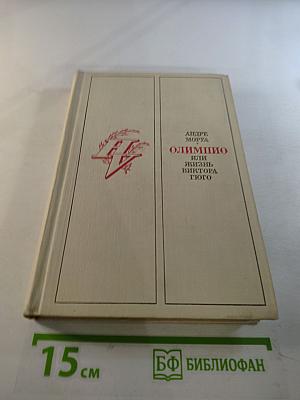 АНДРЕ
МОРУА
ОЛИМПИО
ИЛИ
ЖИЗНЬ
ВИКТОРА
ГЮГО
15 см
БФ БИБЛИОФАН